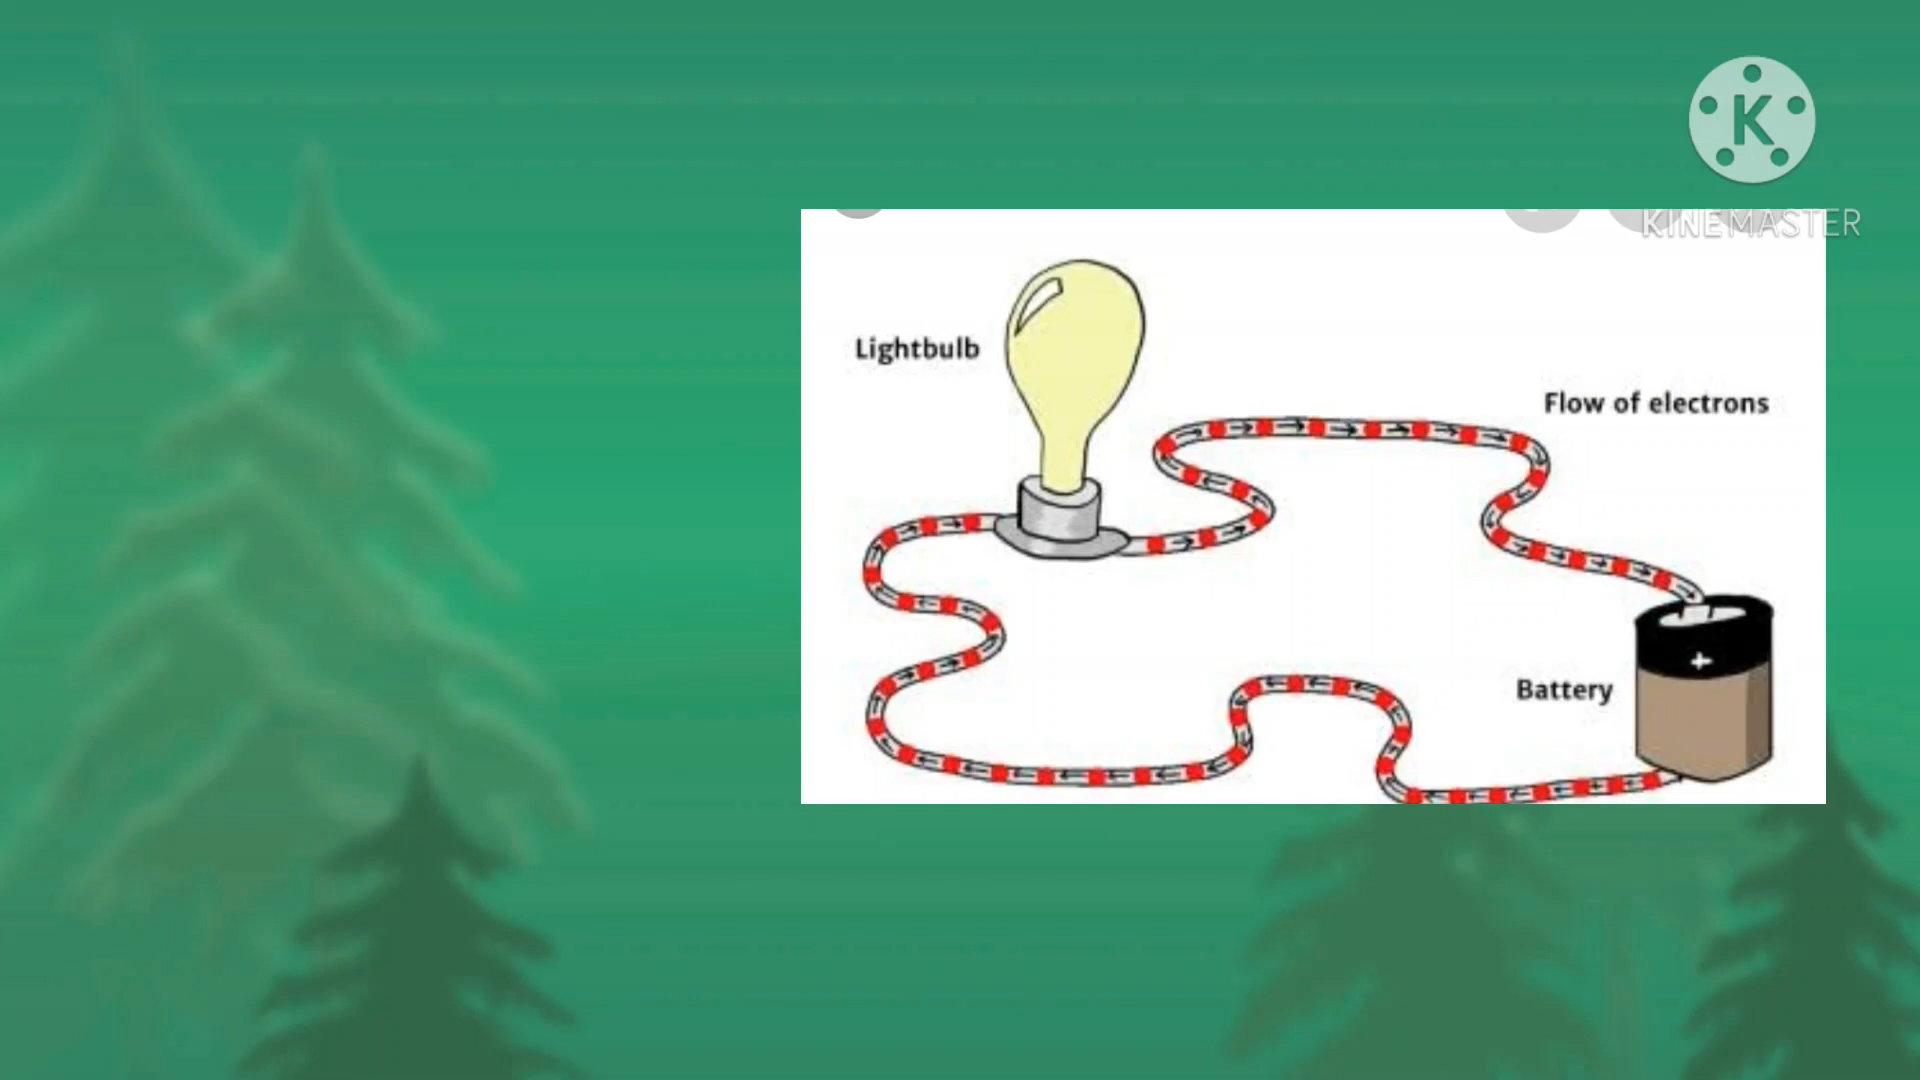 K
KINEMASTER
Lightbulb
Flow of electrons
Battery
+